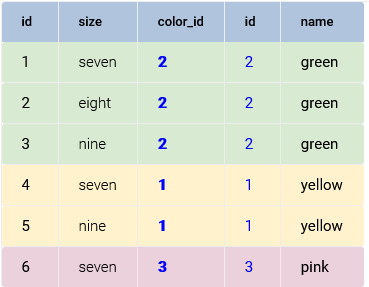 id size color_id id name
1 seven 2 2 green
2 eight 2 2 green
3 nine 2 2 green
4 seven 1 1 yellow
5 nine 1 1 yellow
6 seven 3 3 pink